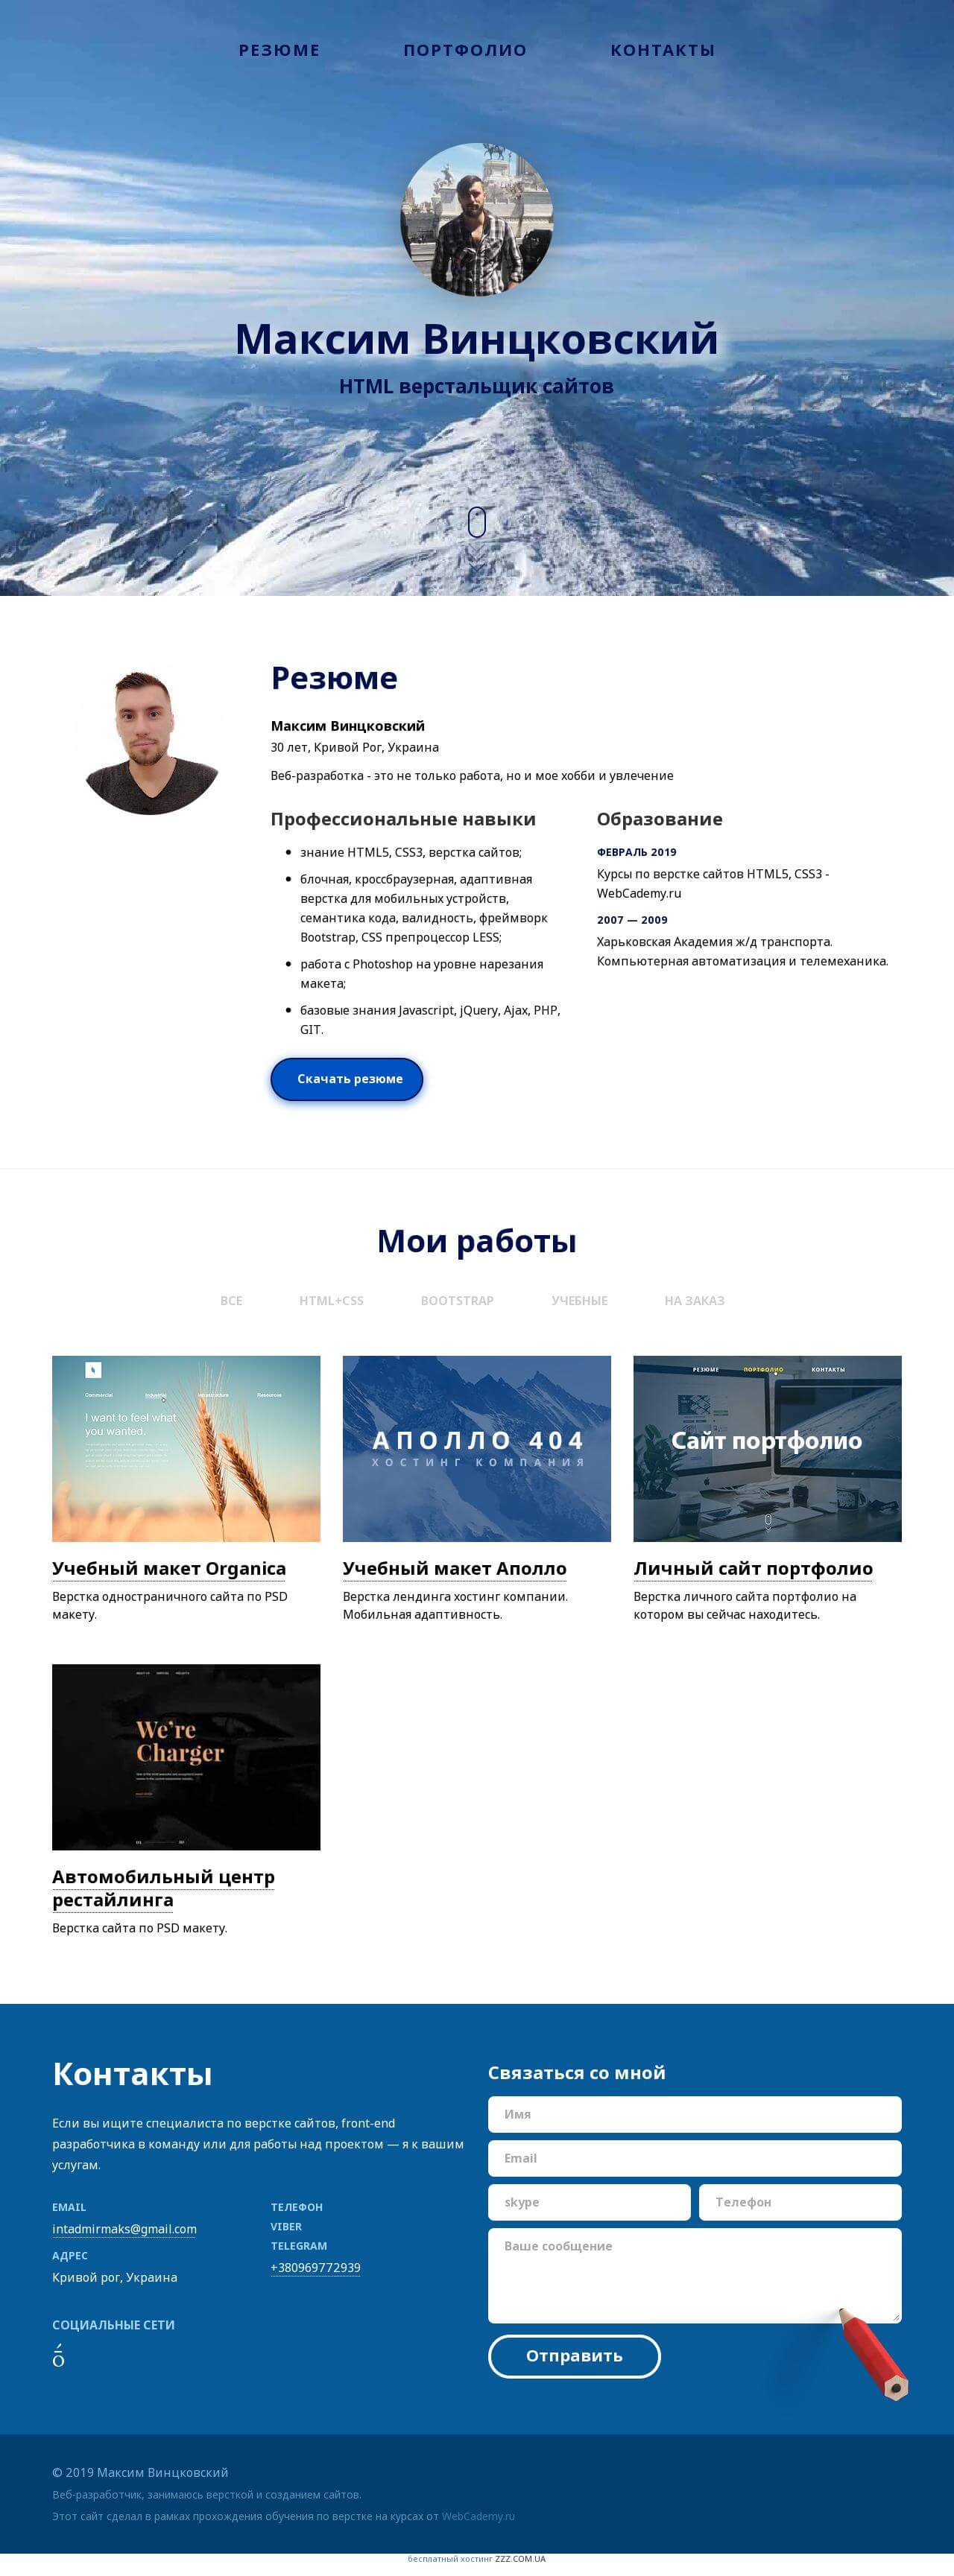 РЕЗЮМЕ ПОРТФОЛИО КОНТАКТЫ
Максим Винцковский
HTML верстальщик сайтов
Резюме
Максим Винцковский
30 лет, Кривой Рог, Украина
Веб-разработка - это не только работа, но и мое хобби и увлечение
Профессиональные навыки
знание HTML5, CSS3, верстка сайтов;
блочная, кроссбраузерная, адаптивная
верстка для мобильных устройств,
семантика кода, валидность, фреймворк
Bootstrap, CSS препроцессор LESS;
работа с Photoshop на уровне нарезания
макета;
базовые знания Javascript, jQuery, Ajax, PHP,
GIT.
Образование
ФЕВРАЛЬ 2019
Курсы по верстке сайтов HTML5, CSS3 -
WebCademy.ru
2007 — 2009
Харьковская Академия ж/д транспорта.
Компьютерная автоматизация и телемеханика.
Скачать резюме
Мои работы
ВСЕ HTML+CSS BOOTSTRAP УЧЕБНЫЕ НА ЗАКАЗ
Commercial Industrial Infrastructure Resources
I want to feel what
you wanted.
Учебный макет Organica
Верстка одностраничного сайта по PSD
макету.
АПОЛЛО 404
ХОСТИНГ КОМПАНИЯ
Учебный макет Аполло
Верстка лендинга хостинг компании.
Мобильная адаптивность.
РЕЗЮМЕ ПОРТФОЛИО КОНТАКТЫ
Сайт портфолио
Личный сайт портфолио
Верстка личного сайта портфолио на
котором вы сейчас находитесь.
We're
Charger
Автомобильный центр
рестайлинга
Верстка сайта по PSD макету.
Контакты
Если вы ищите специалиста по верстке сайтов, front-end
разработчика в команду или для работы над проектом — я к вашим
услугам.
EMAIL
intadmirmaks@gmail.com
АДРЕС
Кривой рог, Украина
ТЕЛЕФОН
VIBER
TELEGRAM
+380969772939
СОЦИАЛЬНЫЕ СЕТИ
Связаться со мной
Имя
Email
skype Телефон
Ваше сообщение
Отправить
© 2019 Максим Винцковский
Веб-разработчик, занимаюсь версткой и созданием сайтов.
Этот сайт сделал в рамках прохождения обучения по верстке на курсах от WebCademy.ru
бесплатный хостинг ZZZ.COM.UA